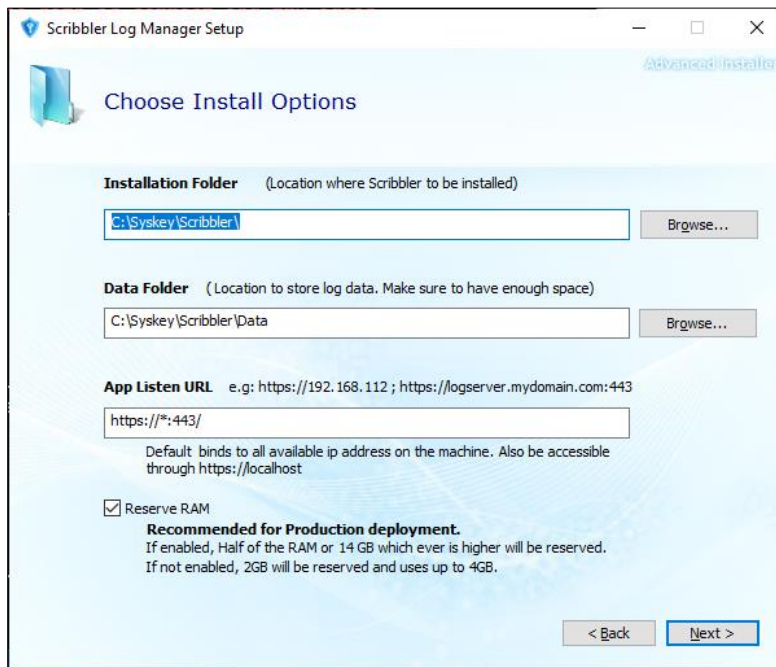 Scribbler Log Manager Setup
Advanced Installer
Choose Install Options
Installation Folder (Location where Scribbler to be installed)
C:\Syskey\Scribbler\
Browse...
Data Folder ( Location to store log data. Make sure to have enough space)
C:\Syskey\Scribbler\Data
Browse...
App Listen URL e.g: https://192.168.112 ; https://logserver.mydomain.com:443
https://*:443/
Default binds to all available ip address on the machine. Also be accessible
through https://localhost
Reserve RAM
Recommended for Production deployment.
If enabled, Half of the RAM or 14 GB which ever is higher will be reserved.
If not enabled, 2GB will be reserved and uses up to 4GB.
< Back
Next >